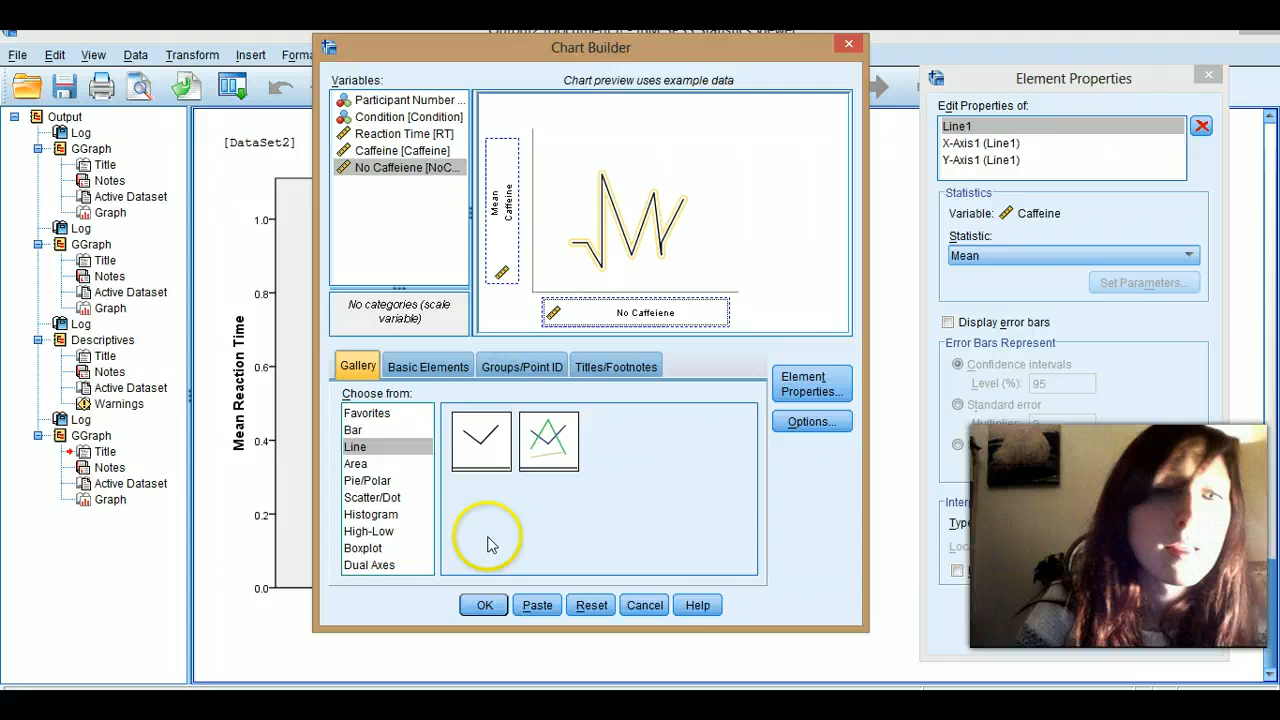 Chart Builder
File Edit View Data Transform Insert
Element Properties
Output
Log
GGraph
Title
Notes
Active Dataset
Graph
Log
GGraph
Title
Notes
Active Dataset
Graph
Log
Descriptives
Title
Notes
Active Dataset
Warnings
Log
GGraph
Title
Notes
Active Dataset
Graph
[DataSet2]
Mean Reaction Time
1.0
0.8
0.6
0.4
0.2
0.0
Variables:
Participant Number ...
Condition [Condition]
Reaction Time [RT]
Caffeine [Caffeine]
No Caffeiene [NoC...
No categories (scale
variable)
Chart preview uses example data
Mean
Caffeine
No Caffeiene
Gallery Basic Elements Groups/Point ID Titles/Footnotes
Choose from:
Favorites
Bar
Line
Area
Pie/Polar
Scatter/Dot
Histogram
High-Low
Boxplot
Dual Axes
Element
Properties...
Options...
OK Paste Reset Cancel Help
Edit Properties of:
Line1
X-Axis1 (Line1)
Y-Axis1 (Line1)
Statistics
Variable: Caffeine
Statistic:
Mean
Set Parameters...
Display error bars
Error Bars Represent
Confidence intervals
Level (%): 95
Standard error